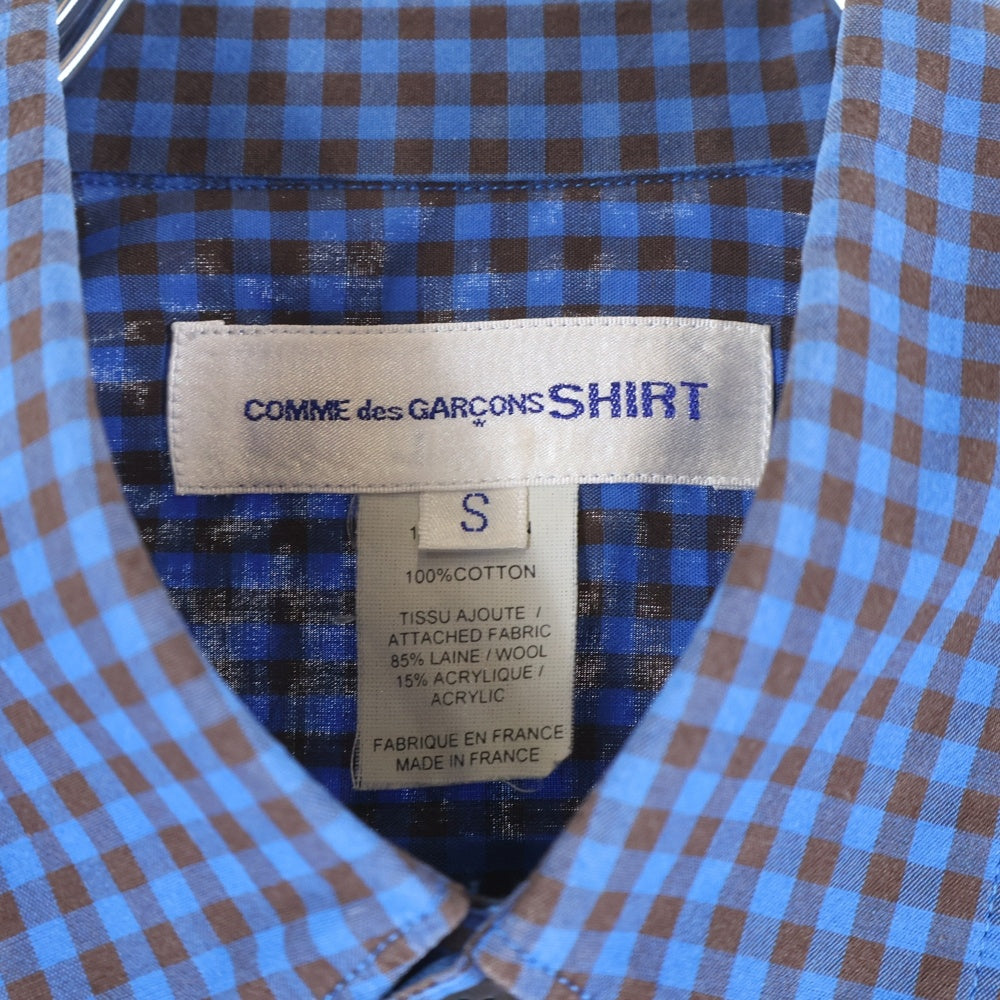 COMME des GARÇONS SHIRT
*
S
100%COTTON
TISSU AJOUTE /
ATTACHED FABRIC
85% LAINE / WOOL
15% ACRYLIQUE /
ACRYLIC
FABRIQUE EN FRANCE
MADE IN FRANCE